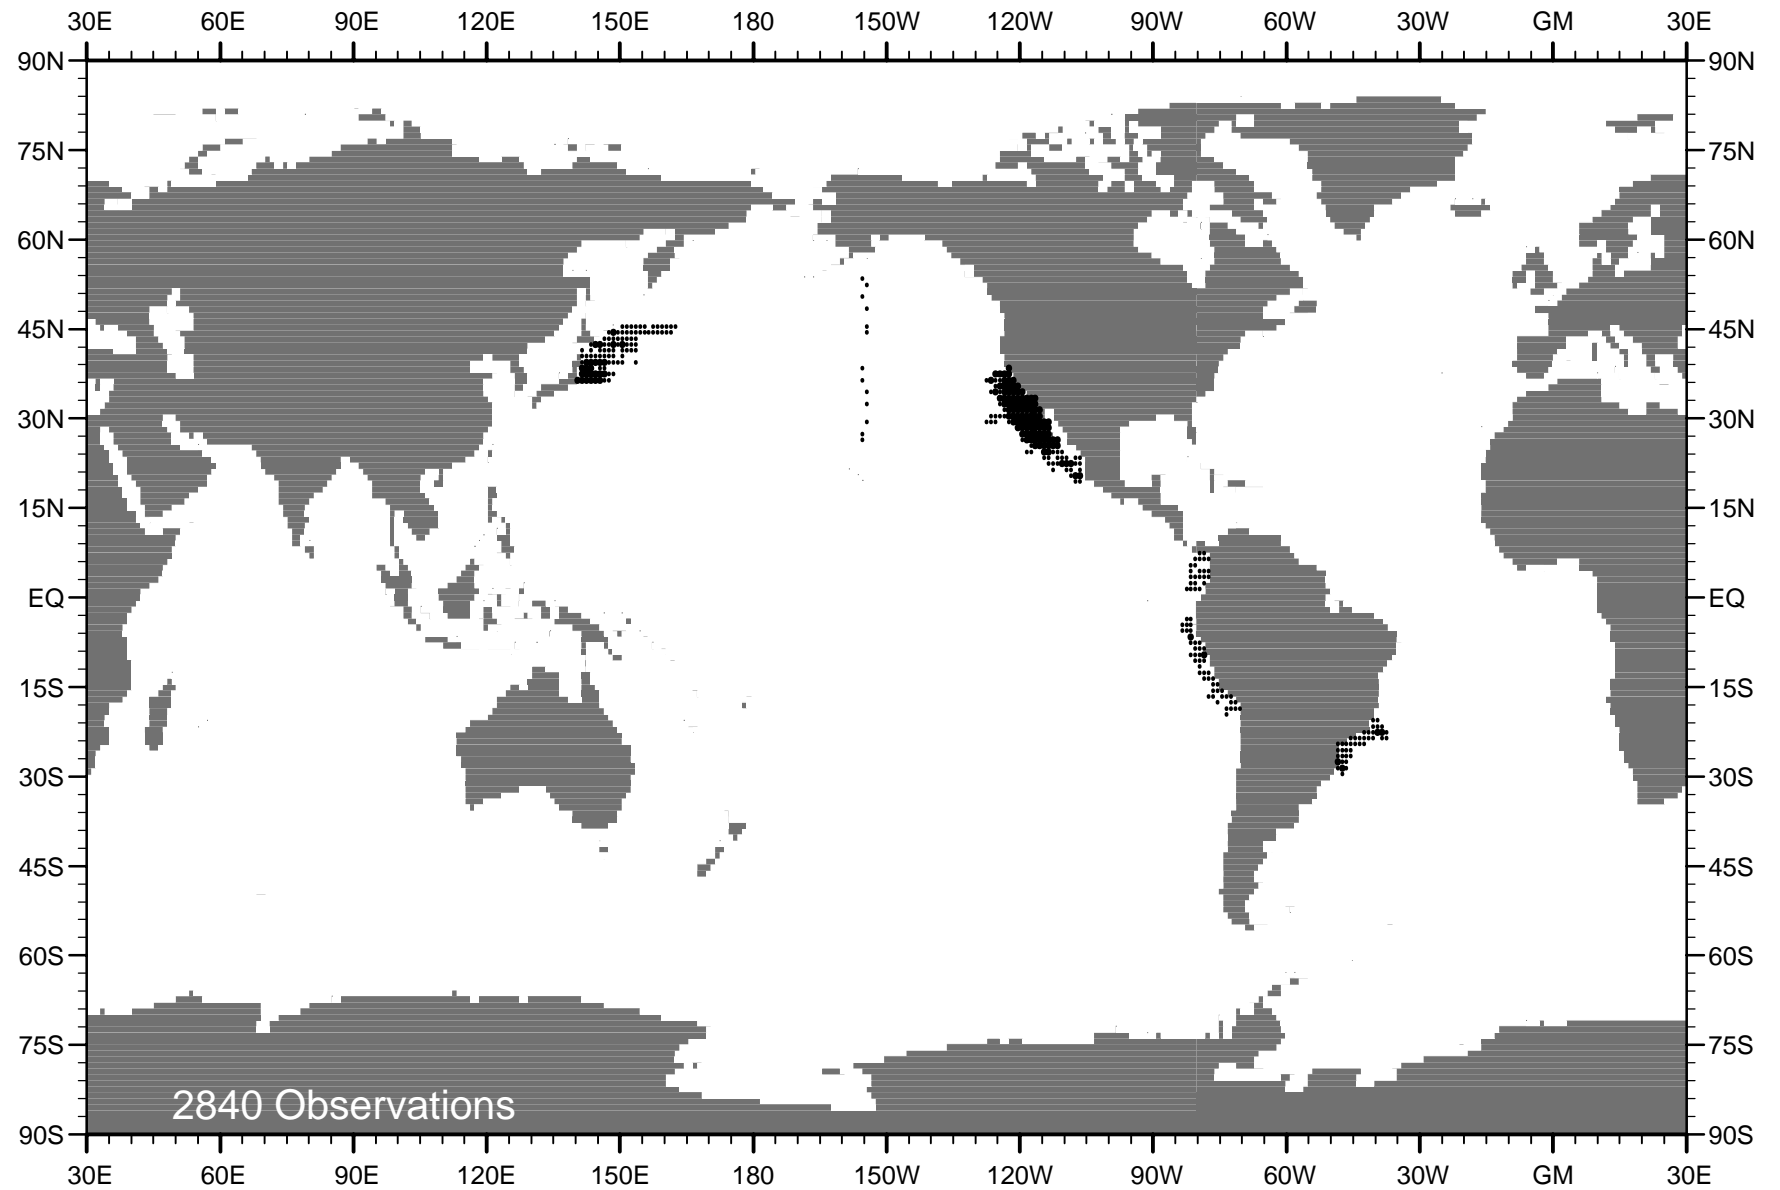 30E 60E 90E 120E 150E 180 150W 120W 90W 60W 30W GM 30E
90N 90N
75N 75N
60N 60N
45N 45N
30N 30N
15N 15N
EQ EQ
15S 15S
30S 30S
45S 45S
60S 60S
75S 75S
2840 Observations
90S 90S
30E 60E 90E 120E 150E 180 150W 120W 90W 60W 30W GM 30E